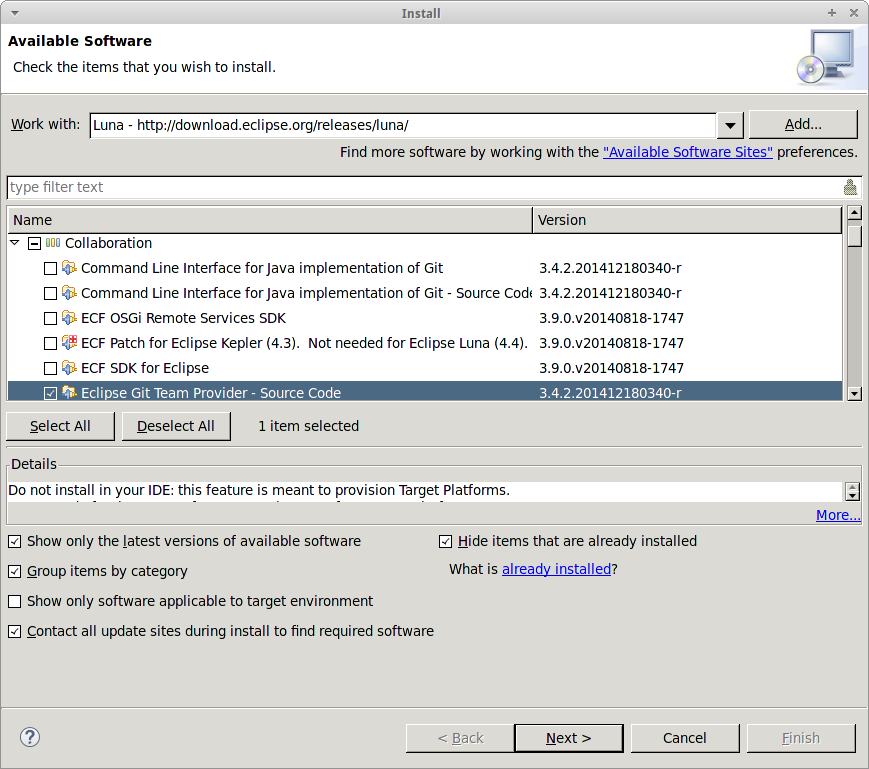 Install
Available Software
Check the items that you wish to install.
Work with: Luna - http://download.eclipse.org/releases/luna/ Add...
Find more software by working with the "Available Software Sites" preferences.
type filter text
Name Version
Collaboration
Command Line Interface for Java implementation of Git 3.4.2.201412180340-r
Command Line Interface for Java implementation of Git - Source Code 3.4.2.201412180340-r
ECF OSGi Remote Services SDK 3.9.0.v20140818-1747
ECF Patch for Eclipse Kepler (4.3).  Not needed for Eclipse Luna (4.4). 3.9.0.v20140818-1747
ECF SDK for Eclipse 3.9.0.v20140818-1747
Eclipse Git Team Provider - Source Code 3.4.2.201412180340-r
Select All Deselect All 1 item selected
Details
Do not install in your IDE: this feature is meant to provision Target Platforms.
More...
Show only the latest versions of available software Hide items that are already installed
Group items by category What is already installed?
Show only software applicable to target environment
Contact all update sites during install to find required software
? < Back Next > Cancel Finish